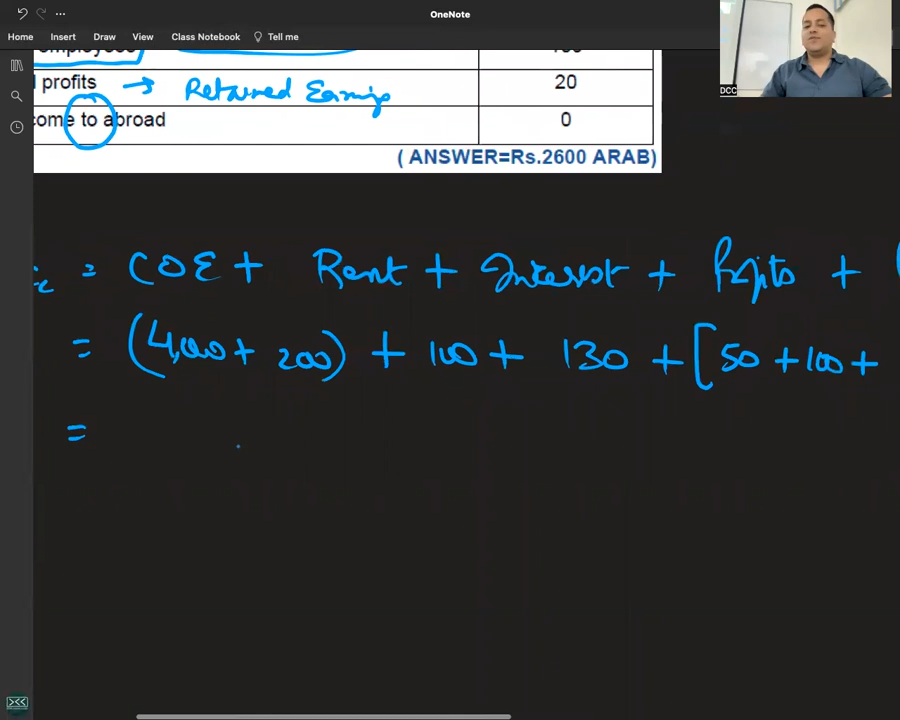 OneNote
Home Insert Draw View Class Notebook Tell me
employees
profits → Retained Earnings 20
come to abroad 0
( ANSWER=Rs.2600 ARAB)
= COE + Rent + Interest + Profits +
= (4,000 + 200) + 100 + 130 + [50 + 100 +
=
DCC